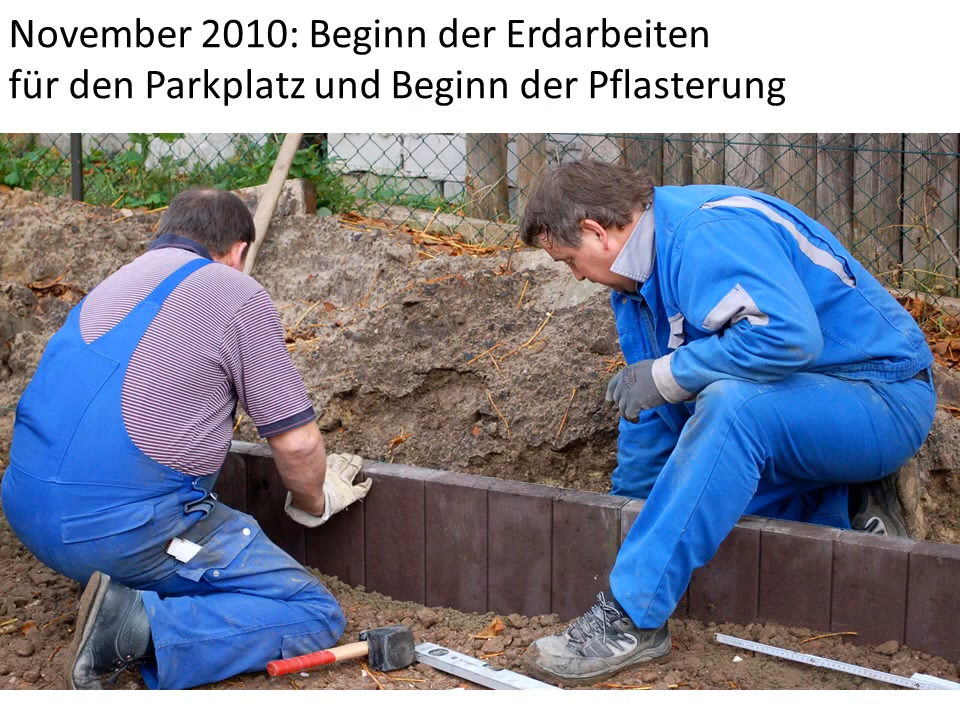 November 2010: Beginn der Erdarbeiten
für den Parkplatz und Beginn der Pflasterung